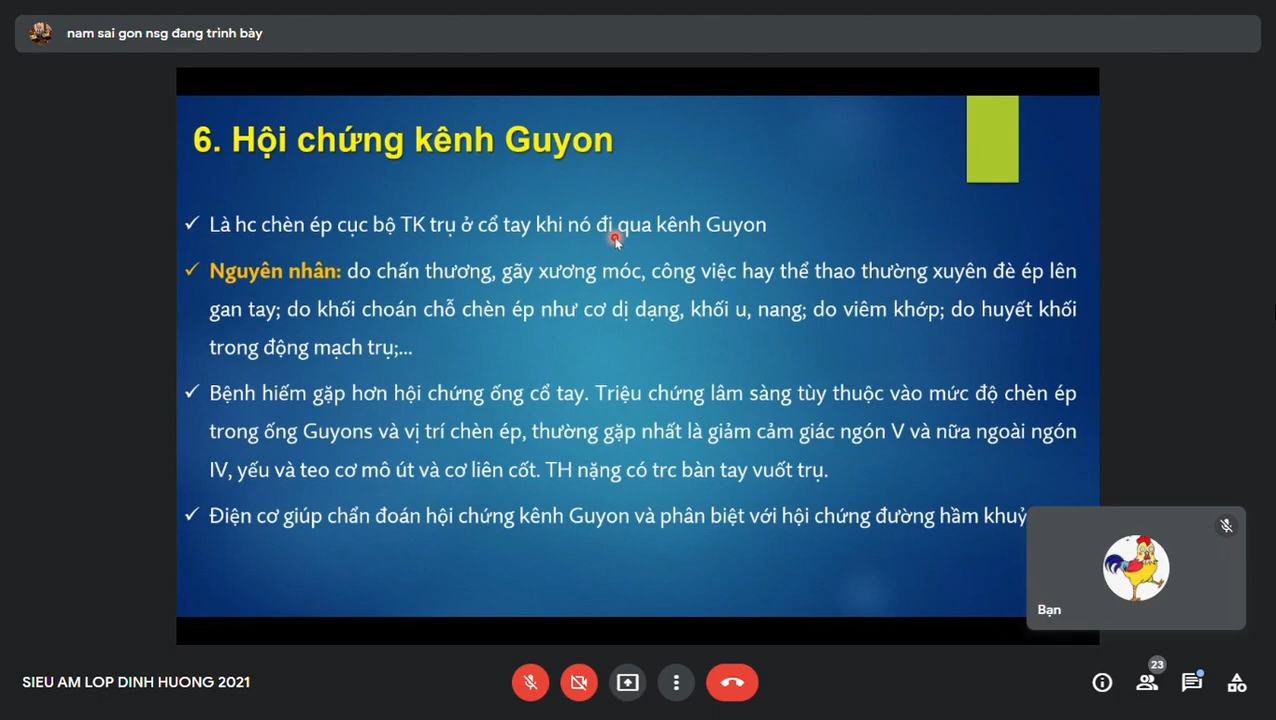 nam sai gon nsg đang trình bày
6. Hội chứng kênh Guyon
✓ Là hc chèn ép cục bộ TK trụ ở cổ tay khi nó đi qua kênh Guyon
✓ Nguyên nhân: do chấn thương, gãy xương móc, công việc hay thể thao thường xuyên đè ép lên
gan tay; do khối choán chỗ chèn ép như cơ dị dạng, khối u, nang; do viêm khớp; do huyết khối
trong động mạch trụ;...
✓ Bệnh hiếm gặp hơn hội chứng ống cổ tay. Triệu chứng lâm sàng tùy thuộc vào mức độ chèn ép
trong ống Guyons và vị trí chèn ép, thường gặp nhất là giảm cảm giác ngón V và nữa ngoài ngón
IV, yếu và teo cơ mô út và cơ liên cốt. TH nặng có trc bàn tay vuốt trụ.
✓ Điện cơ giúp chẩn đoán hội chứng kênh Guyon và phân biệt với hội chứng đường hầm
Bạn
SIEU AM LOP DINH HUONG 2021
23